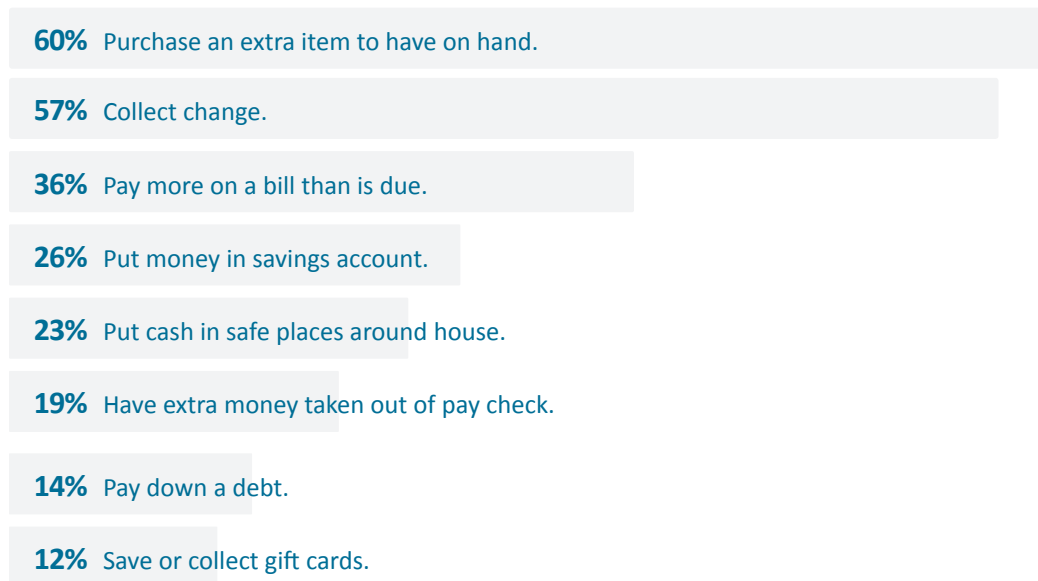 60% Purchase an extra item to have on hand.
57% Collect change.
36% Pay more on a bill than is due.
26% Put money in savings account.
23% Put cash in safe places around house.
19% Have extra money taken out of pay check.
14% Pay down a debt.
12% Save or collect gift cards.